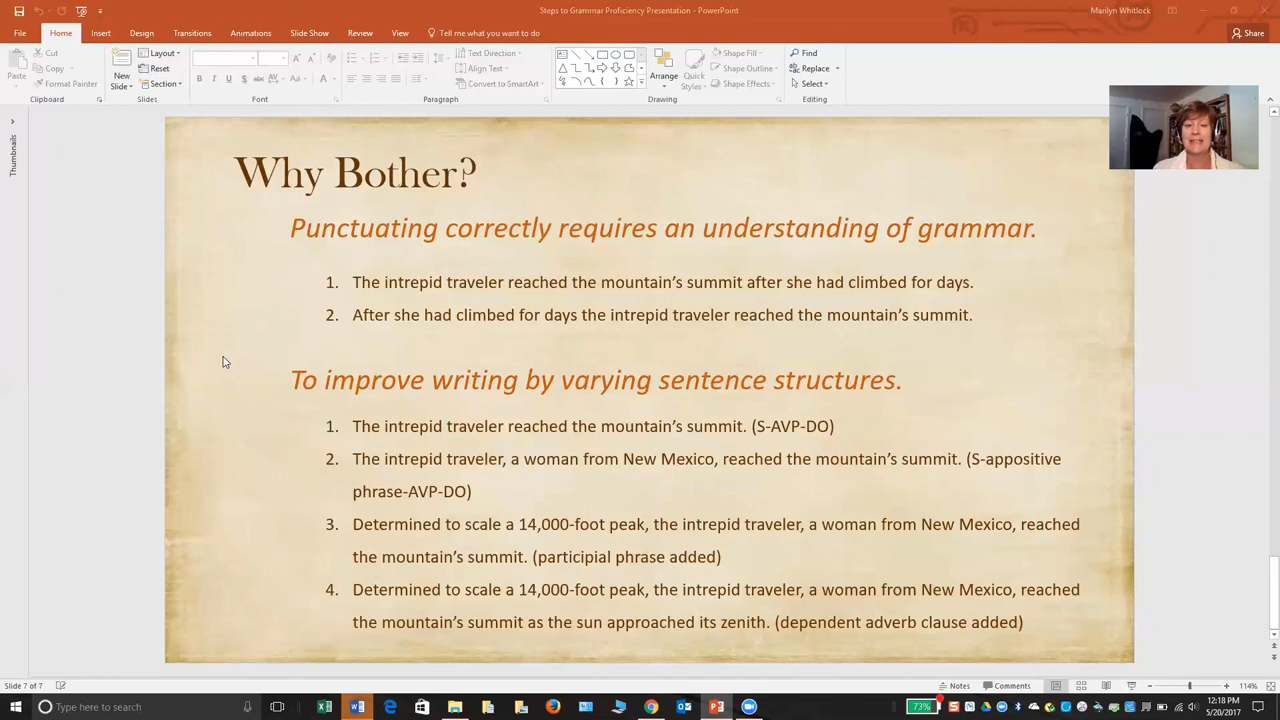 Steps to Grammar Proficiency Presentation - PowerPoint
Marilyn Whitlock
File Home Insert Design Transitions Animations Slide Show Review View Tell me what you want to do Share
Paste
Cut
Copy
Format Painter
Clipboard
New
Slide
Layout
Reset
Section
Slides
B I U S
Font
Text Direction
Align Text
Convert to SmartArt
Paragraph
Arrange
Quick
Styles
Shape Fill
Shape Outline
Shape Effects
Drawing
Find
Replace
Select
Editing
Thumbnails
Why Bother?
Punctuating correctly requires an understanding of grammar.
1. The intrepid traveler reached the mountain's summit after she had climbed for days.
2. After she had climbed for days the intrepid traveler reached the mountain's summit.
To improve writing by varying sentence structures.
1. The intrepid traveler reached the mountain's summit. (S-AVP-DO)
2. The intrepid traveler, a woman from New Mexico, reached the mountain's summit. (S-appositive
phrase-AVP-DO)
3. Determined to scale a 14,000-foot peak, the intrepid traveler, a woman from New Mexico, reached
the mountain's summit. (participial phrase added)
4. Determined to scale a 14,000-foot peak, the intrepid traveler, a woman from New Mexico, reached
the mountain's summit as the sun approached its zenith. (dependent adverb clause added)
Slide 7 of 7
Notes Comments 114%
Type here to search
73%
12:18 PM
5/20/2017